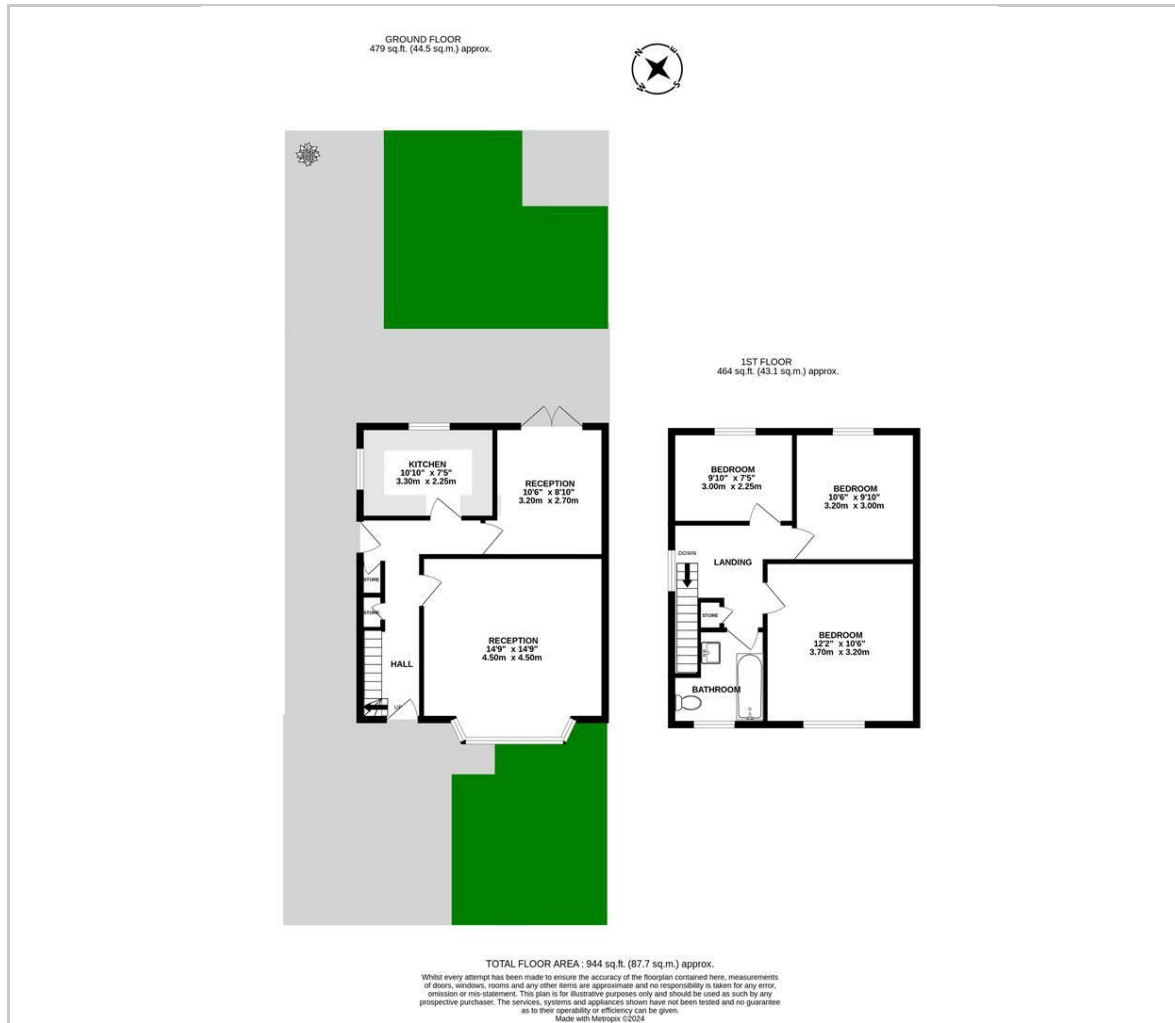 GROUND FLOOR
479 sq.ft. (44.5 sq.m.) approx.
N
E
S
W
1ST FLOOR
464 sq.ft. (43.1 sq.m.) approx.
KITCHEN
10'10" x 7'5"
3.30m x 2.25m
RECEPTION
10'6" x 8'10"
3.20m x 2.70m
STORE
STORE
HALL
UP
RECEPTION
14'9" x 14'9"
4.50m x 4.50m
BEDROOM
9'10" x 7'5"
3.00m x 2.25m
BEDROOM
10'6" x 9'10"
3.20m x 3.00m
DOWN
LANDING
STORE
BEDROOM
12'2" x 10'6"
3.70m x 3.20m
BATHROOM
TOTAL FLOOR AREA : 944 sq.ft. (87.7 sq.m.) approx.
Whilst every attempt has been made to ensure the accuracy of the floorplan contained here, measurements
of doors, windows, rooms and any other items are approximate and no responsibility is taken for any error,
omission or mis-statement. This plan is for illustrative purposes only and should be used as such by any
prospective purchaser. The services, systems and appliances shown have not been tested and no guarantee
as to their operability or efficiency can be given.
Made with Metropix ©2024